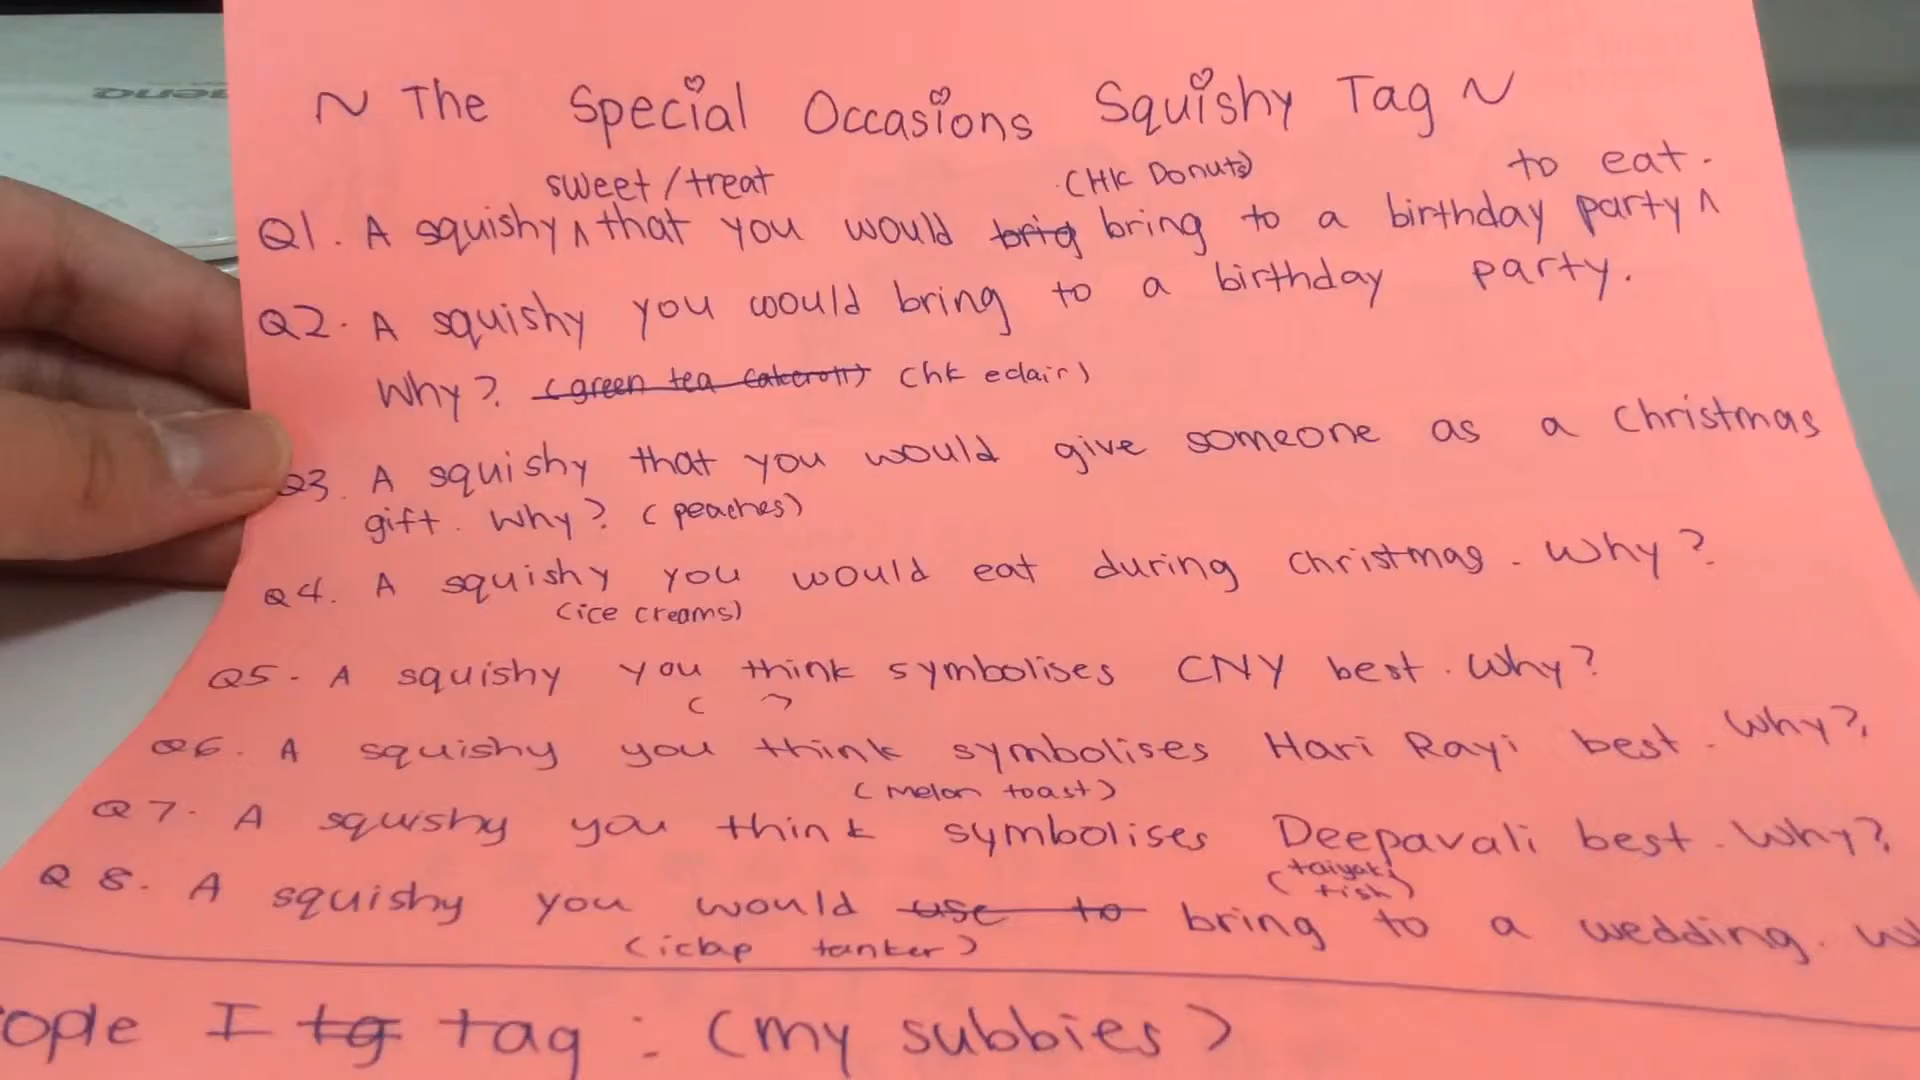 ~ The Special Occasions Squishy Tag ~
sweet/treat (HK Donuts) to eat.
Q1. A squishy ^ that you would brig bring to a birthday party ^
Q2. A squishy you would bring to a birthday party.
Why? (green tea cakeroll) (hk eclair)
Q3. A squishy that you would give someone as a Christmas
gift. Why? (peaches)
Q4. A squishy you would eat during christmas. Why?
(ice creams)
Q5. A squishy you think symbolises CNY best. Why?
( )
Q6. A squishy you think symbolises Hari Rayi best. Why?
(melon toast)
Q7. A squishy you think symbolises Deepavali best. Why?
(taiyaki
fish)
Q8. A squishy you would use to bring to a wedding. W
(icbap tanker)
ople I tg tag: (my subbies)